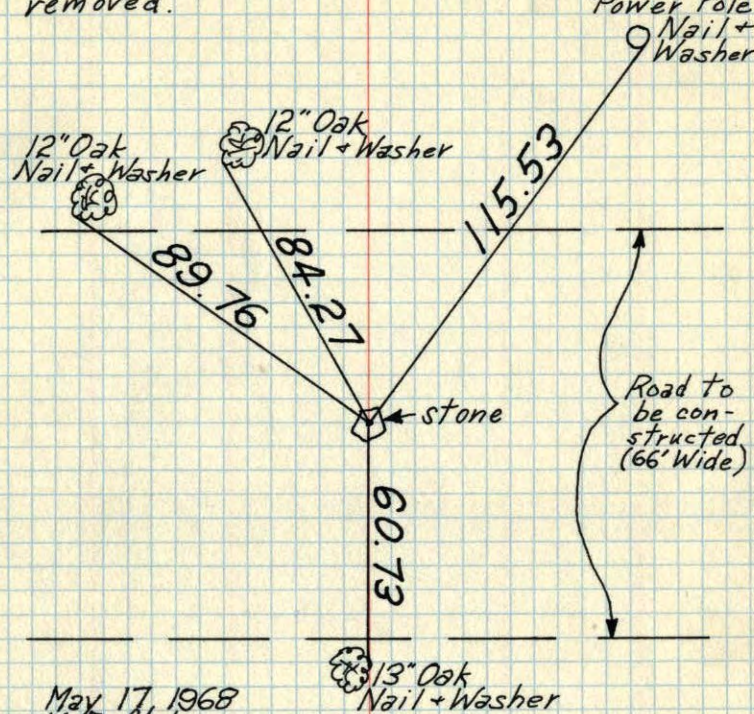 removed.
Power Pole
Nail +
Washer
12" Oak
Nail + Washer
12" Oak
Nail + Washer
89.76
84.27
115.53
stone
Road to
be con-
structed
(66' Wide)
60.73
13" Oak
Nail + Washer
May 17, 1968